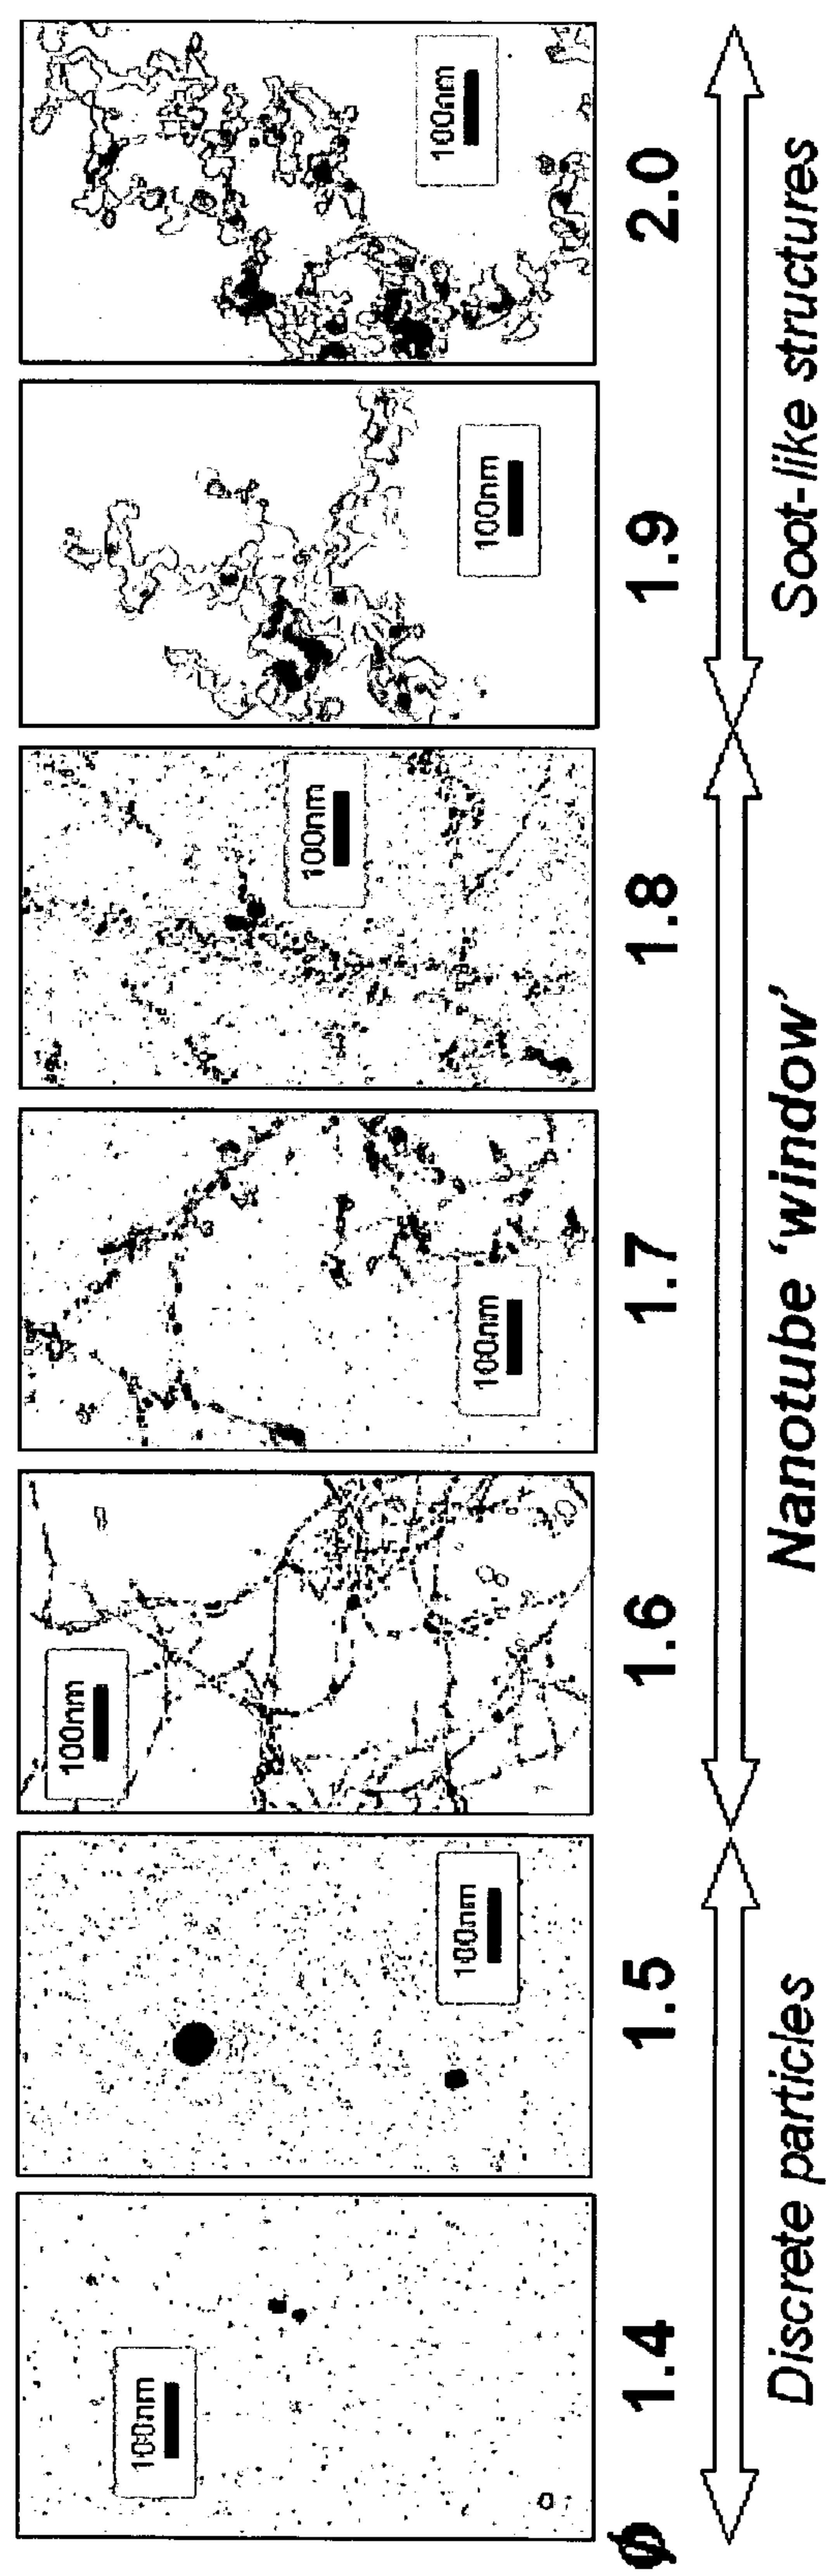 100nm
100nm
100nm
100nm
100nm
100nm
100nm
ϕ 1.4 1.5 1.6 1.7 1.8 1.9 2.0
Discrete particles Nanotube ‘window’ Soot-like structures